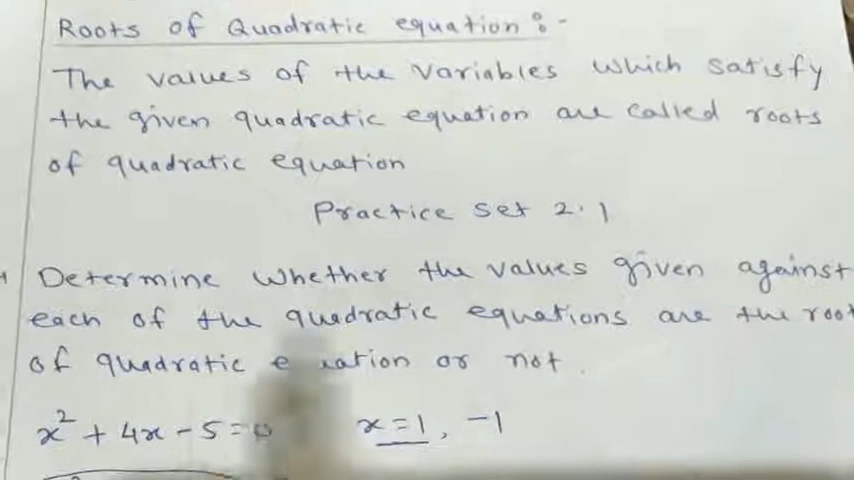 Roots of Quadratic equation :-
The values of the variables which satisfy
the given quadratic equation are called roots
of quadratic equation
Practice set 2.1
Determine whether the values given against
each of the quadratic equations are the root
of quadratic equation or not.
x² + 4x - 5 = 0 x = 1, -1